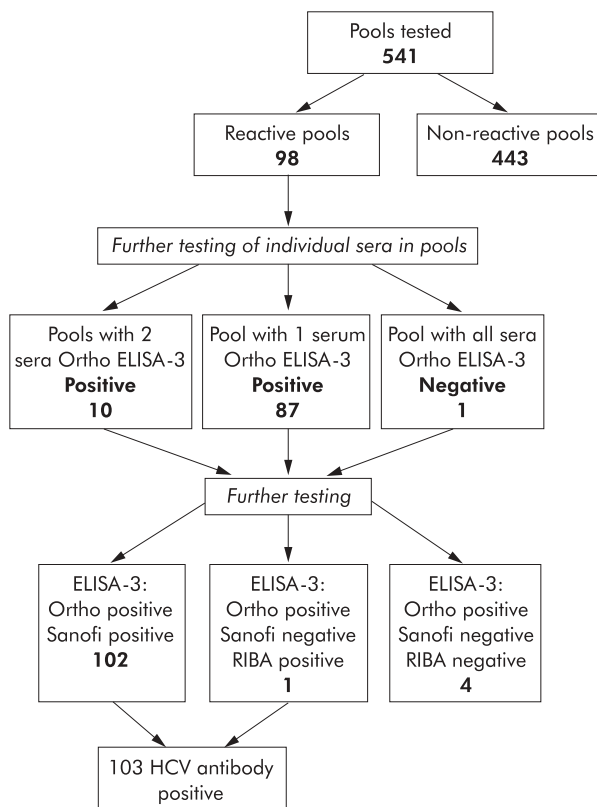 Pools tested
541
Reactive pools
98
Non-reactive pools
443
Further testing of individual sera in pools
Pools with 2
sera Ortho ELISA-3
Positive
10
Pool with 1 serum
Ortho ELISA-3
Positive
87
Pool with all sera
Ortho ELISA-3
Negative
1
Further testing
ELISA-3:
Ortho positive
Sanofi positive
102
ELISA-3:
Ortho positive
Sanofi negative
RIBA positive
1
ELISA-3:
Ortho positive
Sanofi negative
RIBA negative
4
103 HCV antibody
positive